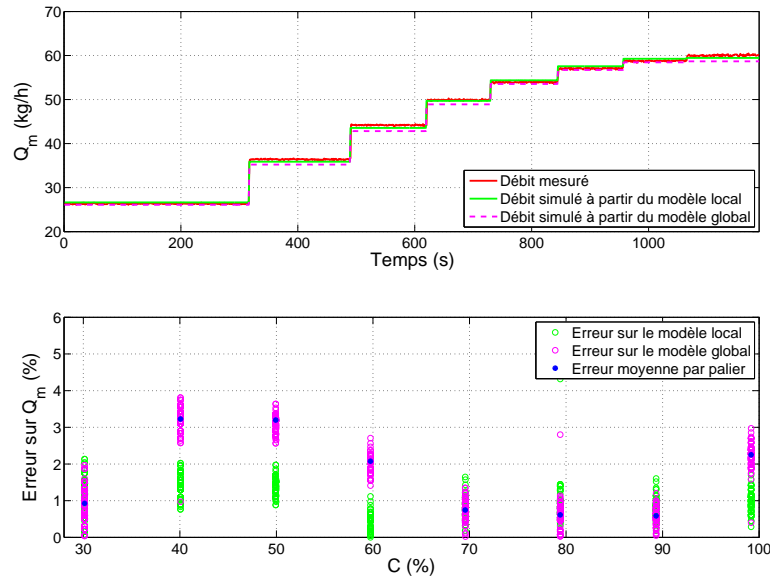 70
60
50
40
30
20
Q_m (kg/h)
0
200
400
600
800
1000
Temps (s)
Débit mesuré
Débit simulé à partir du modèle local
Débit simulé à partir du modèle global
6
5
4
3
2
1
0
Erreur sur Q_m (%)
30
40
50
60
70
80
90
100
C (%)
Erreur sur le modèle local
Erreur sur le modèle global
Erreur moyenne par palier